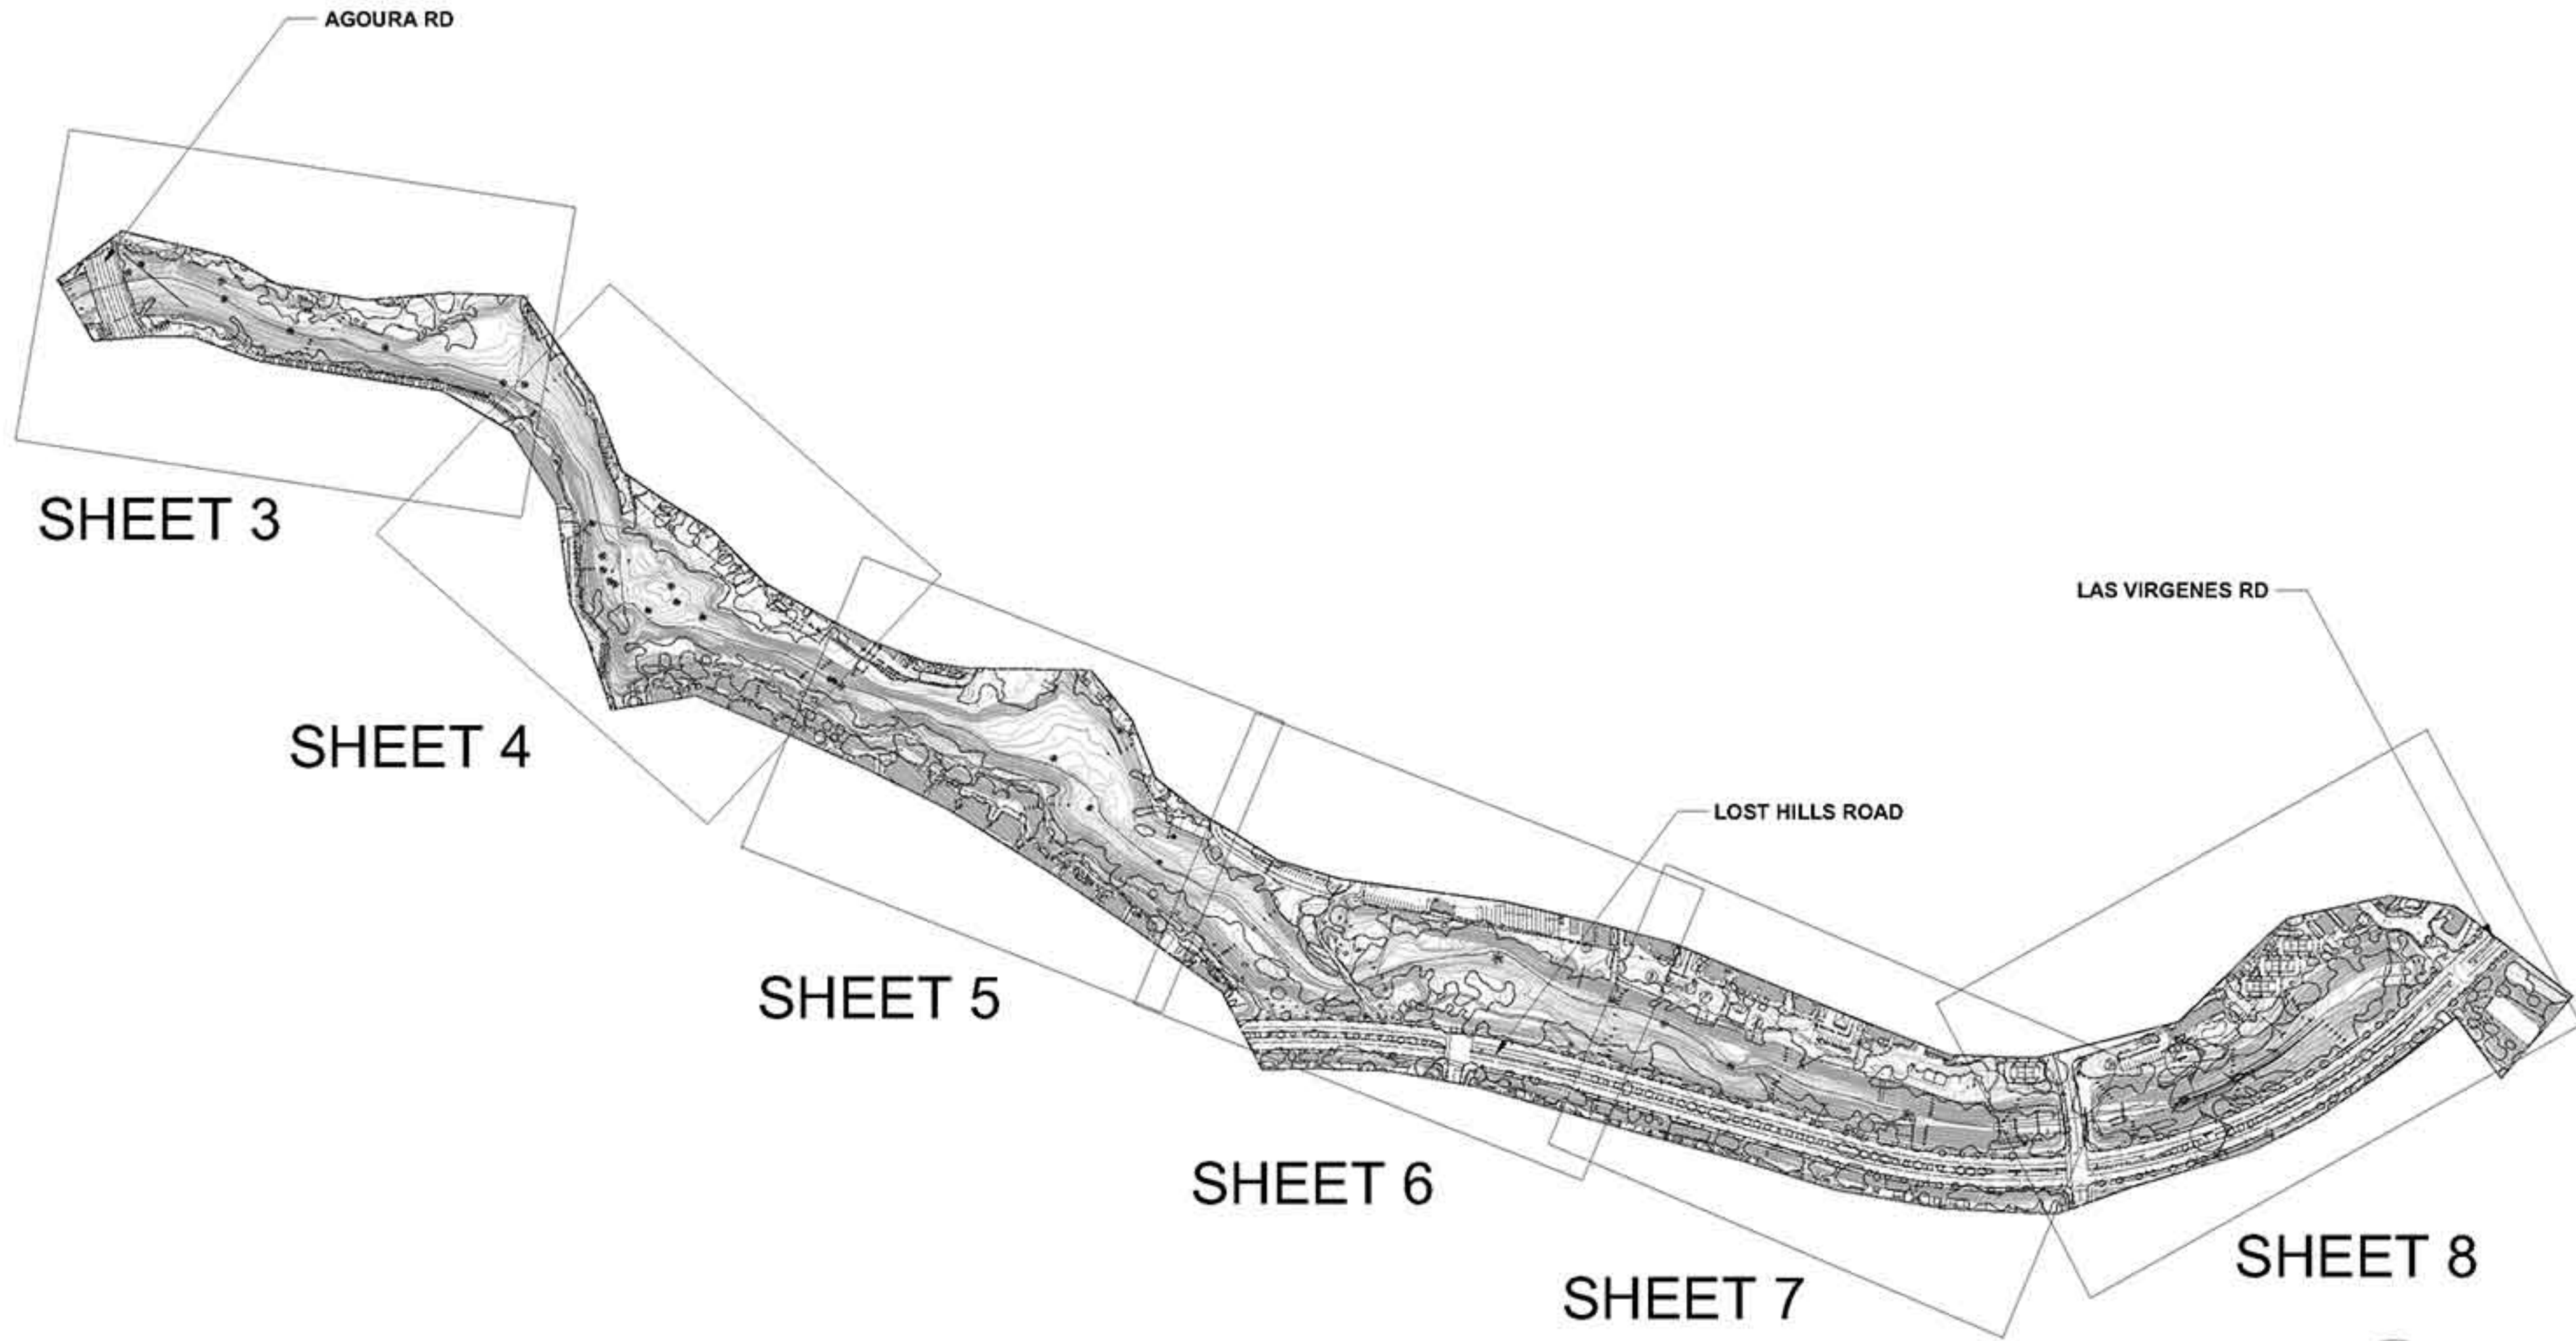 AGOURA RD
SHEET 3
LAS VIRGENES RD
SHEET 4
LOST HILLS ROAD
SHEET 5
SHEET 6
SHEET 8
SHEET 7